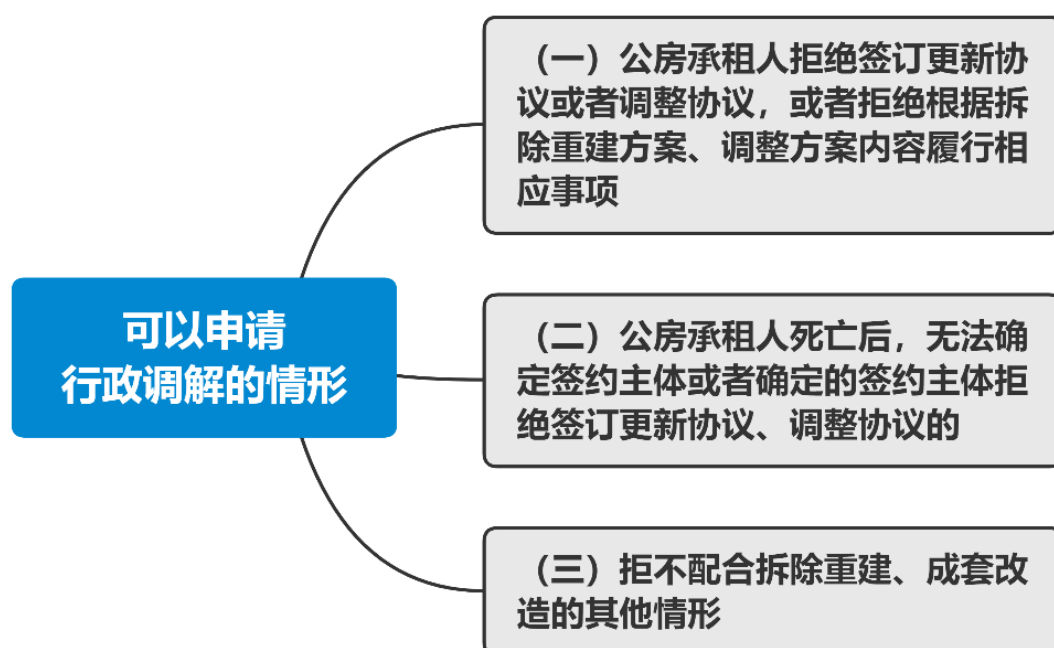 （一）公房承租人拒绝签订更新协
议或者调整协议，或者拒绝根据拆
除重建方案、调整方案内容履行相
应事项
可以申请
行政调解的情形
（二）公房承租人死亡后，无法确
定签约主体或者确定的签约主体拒
绝签订更新协议、调整协议的
（三）拒不配合拆除重建、成套改
造的其他情形